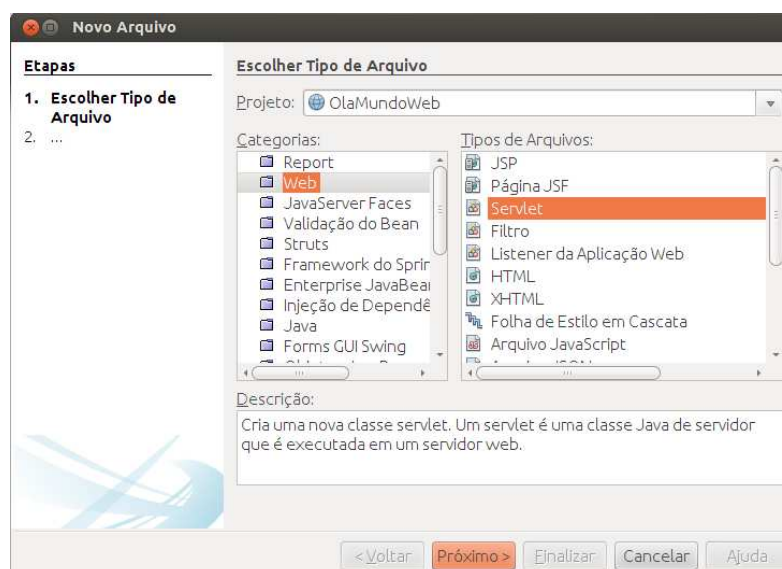 Novo Arquivo
Etapas
1. Escolher Tipo de
Arquivo
2. ...
Escolher Tipo de Arquivo
Projeto: OlaMundoWeb
Categorias:
Report
Web
JavaServer Faces
Validação do Bean
Struts
Framework do Sprin
Enterprise JavaBea
Injeção de Dependê
Java
Forms GUI Swing
Tipos de Arquivos:
JSP
Página JSF
Servlet
Filtro
Listener da Aplicação Web
HTML
XHTML
Folha de Estilo em Cascata
Arquivo JavaScript
Descrição:
Cria uma nova classe servlet. Um servlet é uma classe Java de servidor
que é executada em um servidor web.
< Voltar Próximo > Finalizar Cancelar Ajuda